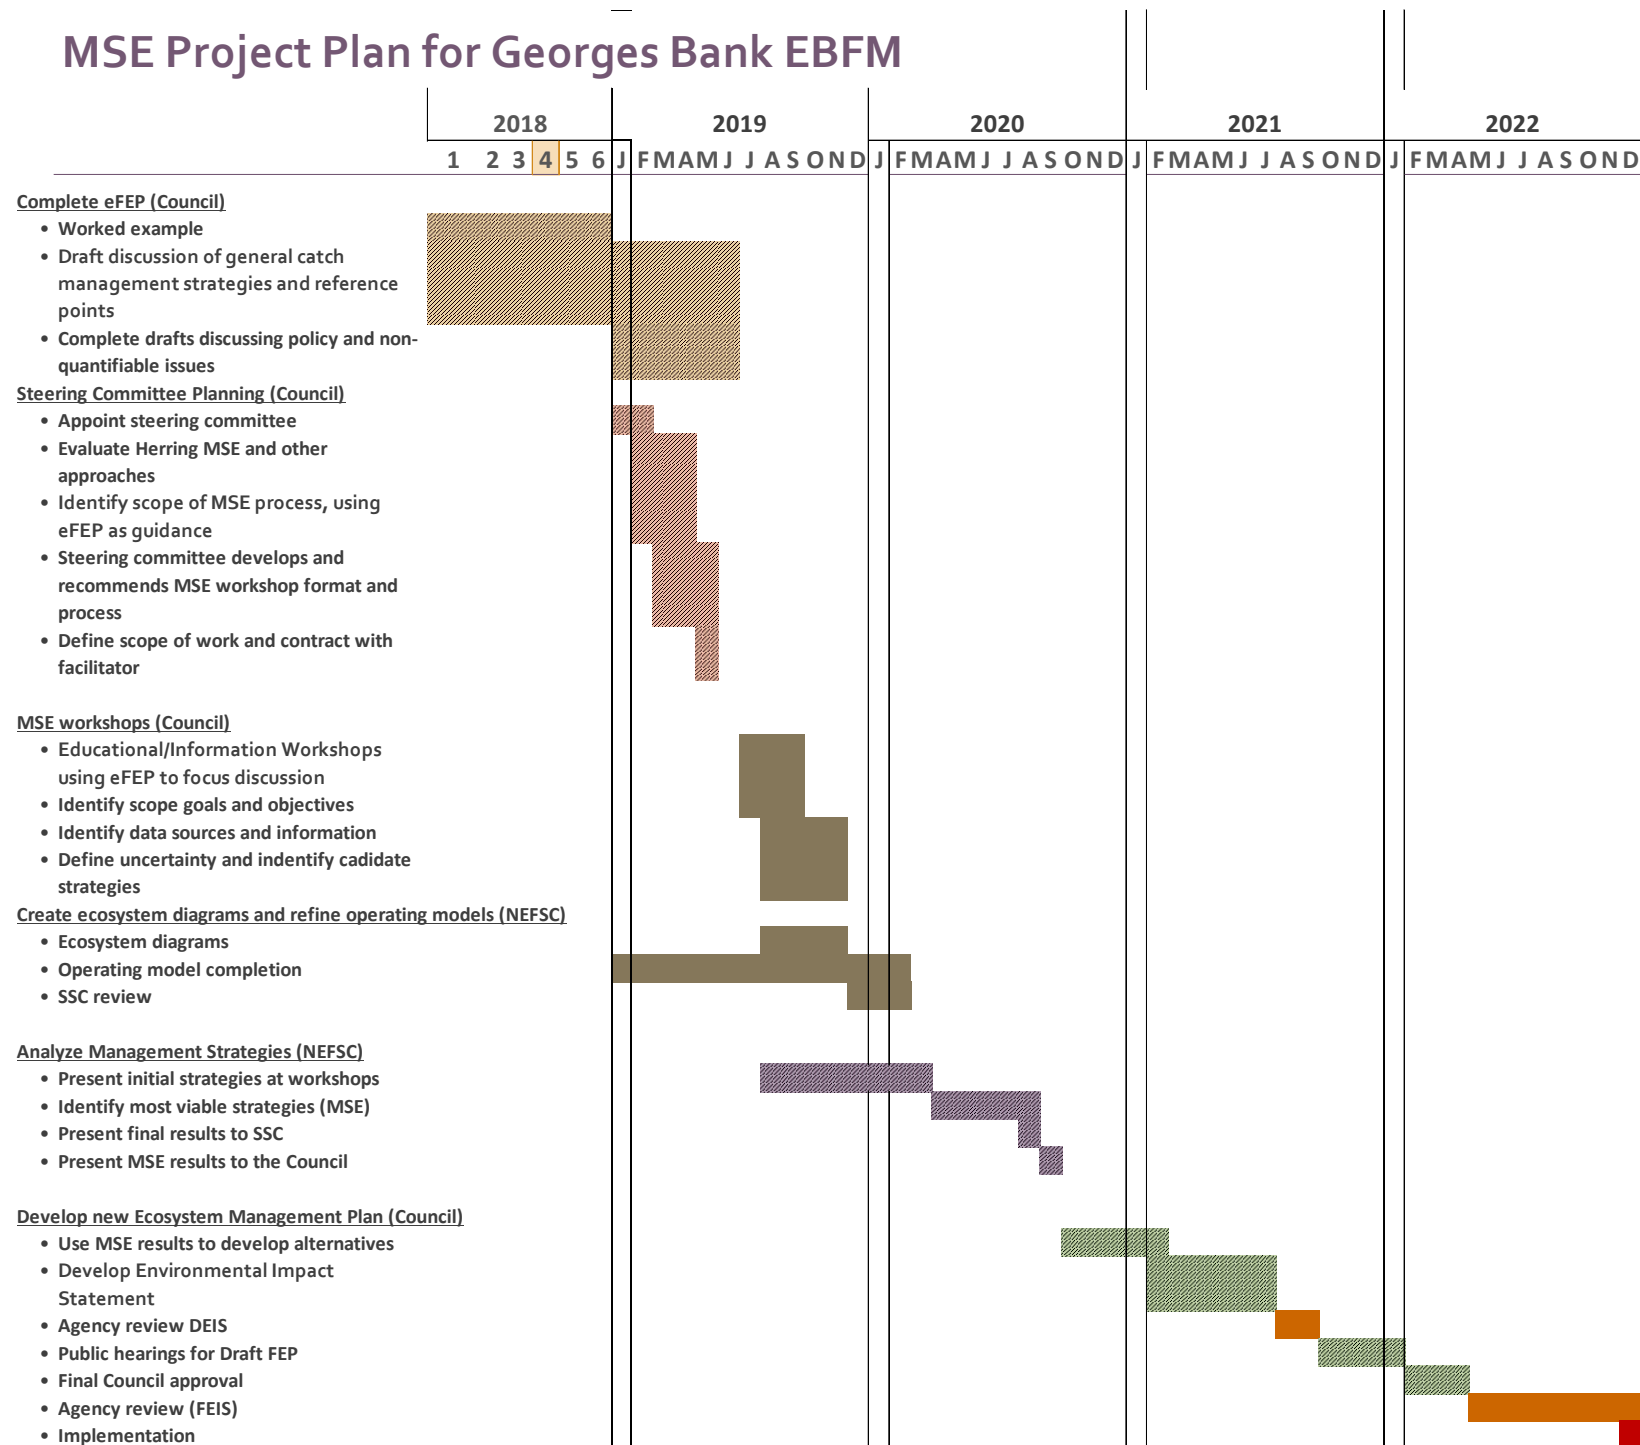 MSE Project Plan for Georges Bank EBFM
2018 2019 2020 2021 2022
1 2 3 4 5 6 J F M A M J J A S O N D J F M A M J J A S O N D J F M A M J J A S O N D J F M A M J J A S O N D
Complete eFEP (Council)
• Worked example
• Draft discussion of general catch
management strategies and reference
points
• Complete drafts discussing policy and non-
quantifiable issues
Steering Committee Planning (Council)
• Appoint steering committee
• Evaluate Herring MSE and other
approaches
• Identify scope of MSE process, using
eFEP as guidance
• Steering committee develops and
recommends MSE workshop format and
process
• Define scope of work and contract with
facilitator
MSE workshops (Council)
• Educational/Information Workshops
using eFEP to focus discussion
• Identify scope goals and objectives
• Identify data sources and information
• Define uncertainty and indentify cadidate
strategies
Create ecosystem diagrams and refine operating models (NEFSC)
• Ecosystem diagrams
• Operating model completion
• SSC review
Analyze Management Strategies (NEFSC)
• Present initial strategies at workshops
• Identify most viable strategies (MSE)
• Present final results to SSC
• Present MSE results to the Council
Develop new Ecosystem Management Plan (Council)
• Use MSE results to develop alternatives
• Develop Environmental Impact
Statement
• Agency review DEIS
• Public hearings for Draft FEP
• Final Council approval
• Agency review (FEIS)
• Implementation